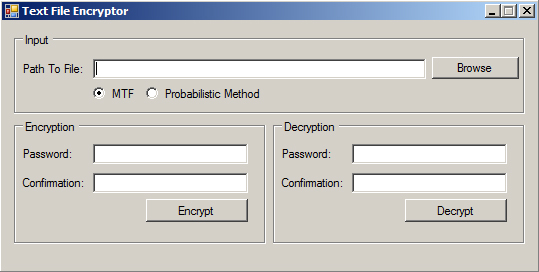 Text File Encryptor
Input
Path To File:
Browse
MTF
Probabilistic Method
Encryption
Password:
Confirmation:
Encrypt
Decryption
Password:
Confirmation:
Decrypt